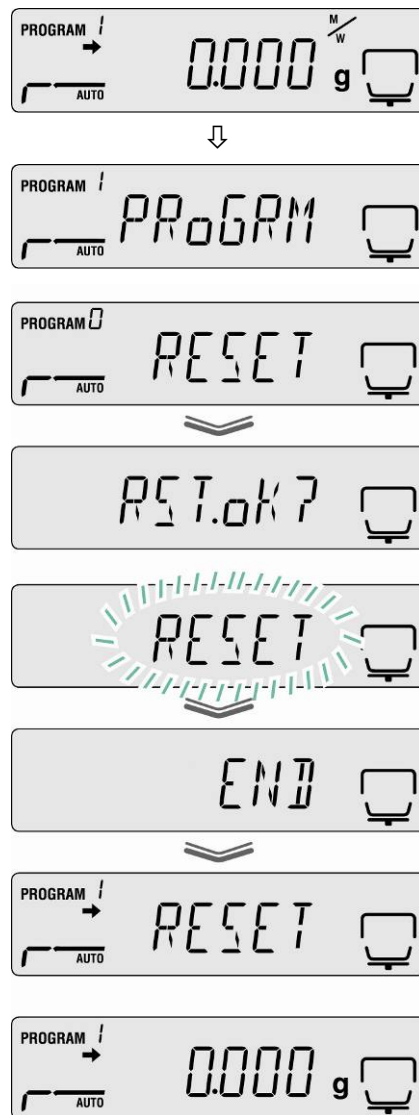 PROGRAM 1 M/W
➡ 0.000 g
AUTO
⇩
PROGRAM 1
PRoGRM
AUTO
PROGRAM 0
RESET
AUTO
RST.oK?
RESET
END
PROGRAM 1
➡ RESET
AUTO
PROGRAM 1
➡ 0.000 g
AUTO